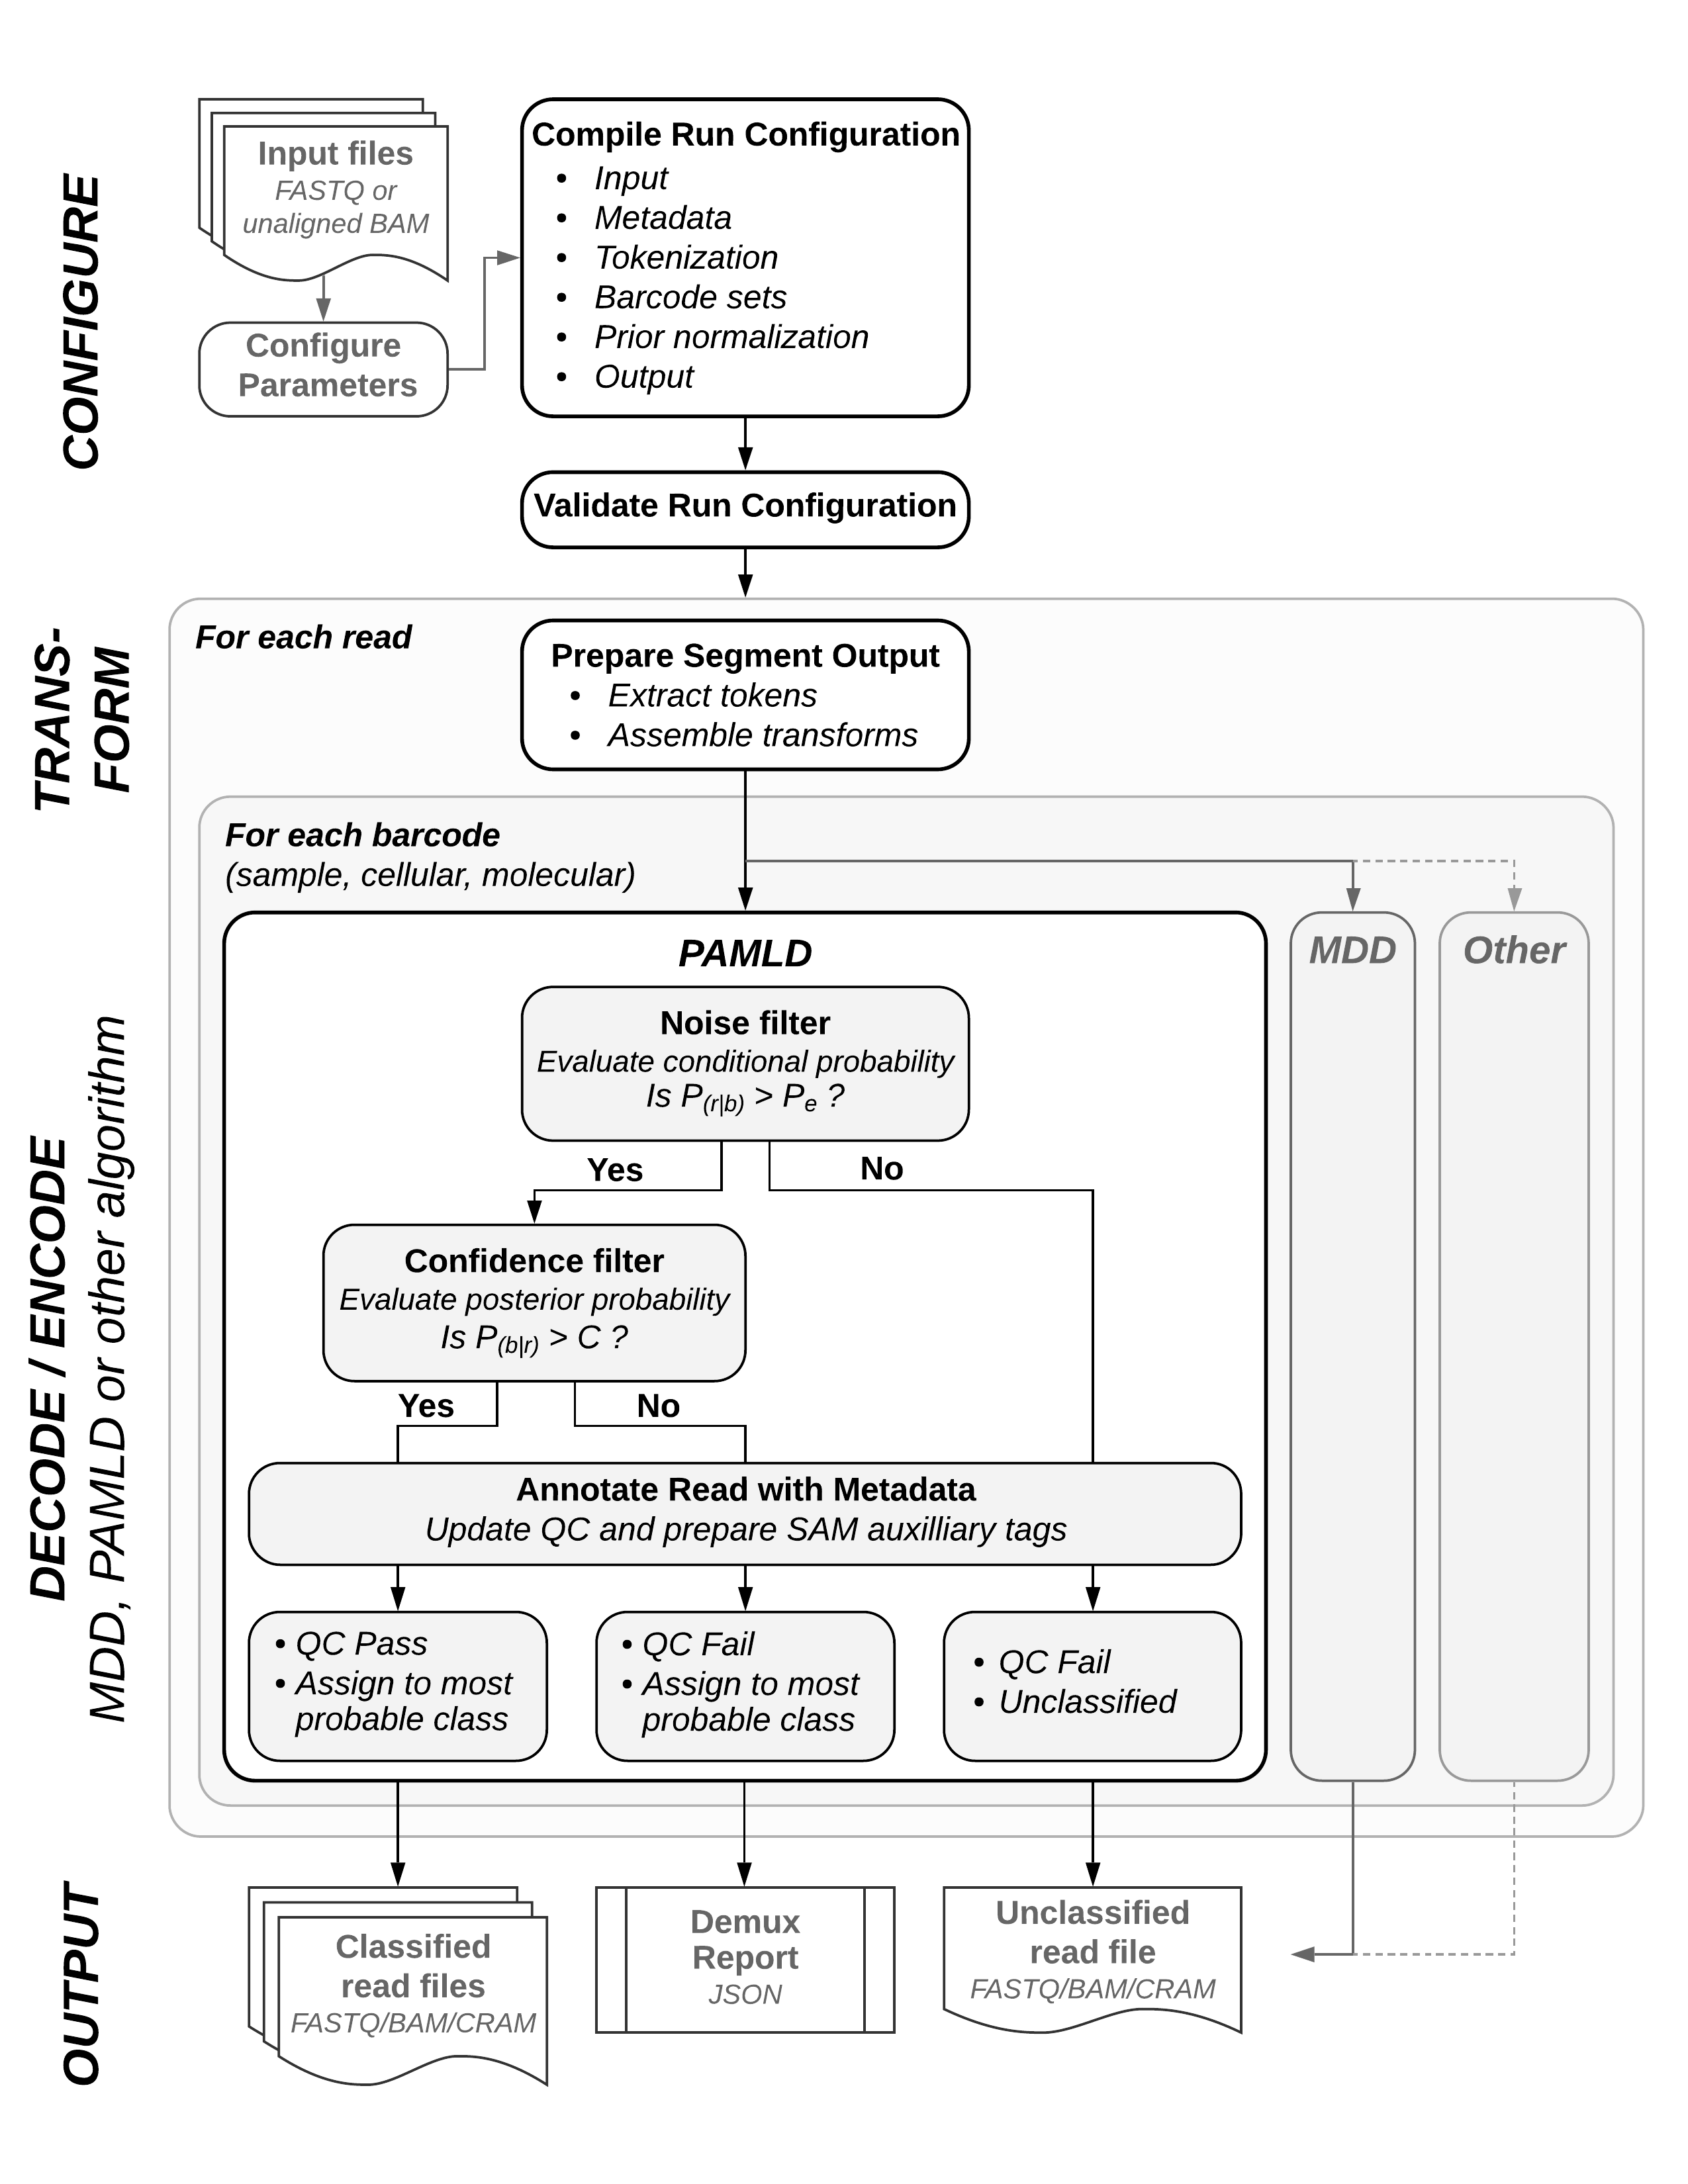 CONFIGURE
Input files
FASTQ or
unaligned BAM
Configure
Parameters
Compile Run Configuration
• Input
• Metadata
• Tokenization
• Barcode sets
• Prior normalization
• Output
Validate Run Configuration
TRANS-
FORM
For each read
Prepare Segment Output
• Extract tokens
• Assemble transforms
For each barcode
(sample, cellular, molecular)
DECODE / ENCODE
MDD, PAMLD or other algorithm
PAMLD
MDD
Other
Noise filter
Evaluate conditional probability
Is P(r|b) > Pe ?
Yes
No
Confidence filter
Evaluate posterior probability
Is P(b|r) > C ?
Yes
No
Annotate Read with Metadata
Update QC and prepare SAM auxilliary tags
• QC Pass
• Assign to most
probable class
• QC Fail
• Assign to most
probable class
• QC Fail
• Unclassified
OUTPUT
Classified
read files
FASTQ/BAM/CRAM
Demux
Report
JSON
Unclassified
read file
FASTQ/BAM/CRAM